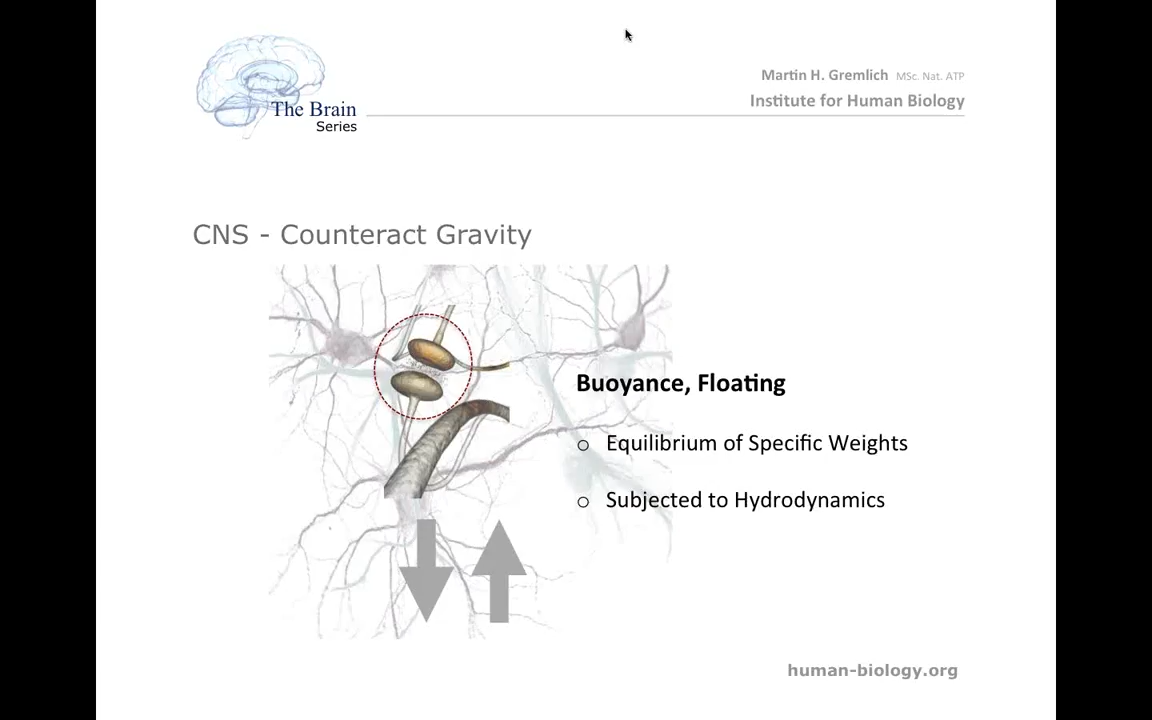 The Brain
Series
Martin H. Gremlich MSc. Nat. ATP
Institute for Human Biology
CNS - Counteract Gravity
Buoyance, Floating
o Equilibrium of Specific Weights
o Subjected to Hydrodynamics
human-biology.org